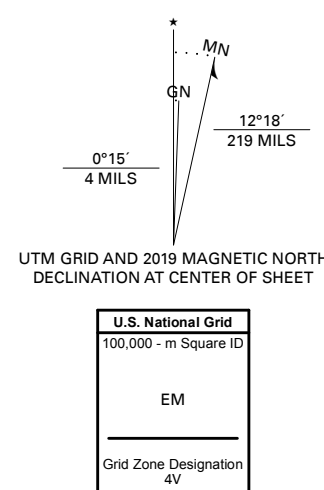 ★
MN
GN
12°18´
219 MILS
0°15´
4 MILS
UTM GRID AND 2019 MAGNETIC NORTH
DECLINATION AT CENTER OF SHEET
U.S. National Grid
100,000 - m Square ID
EM
Grid Zone Designation
4V